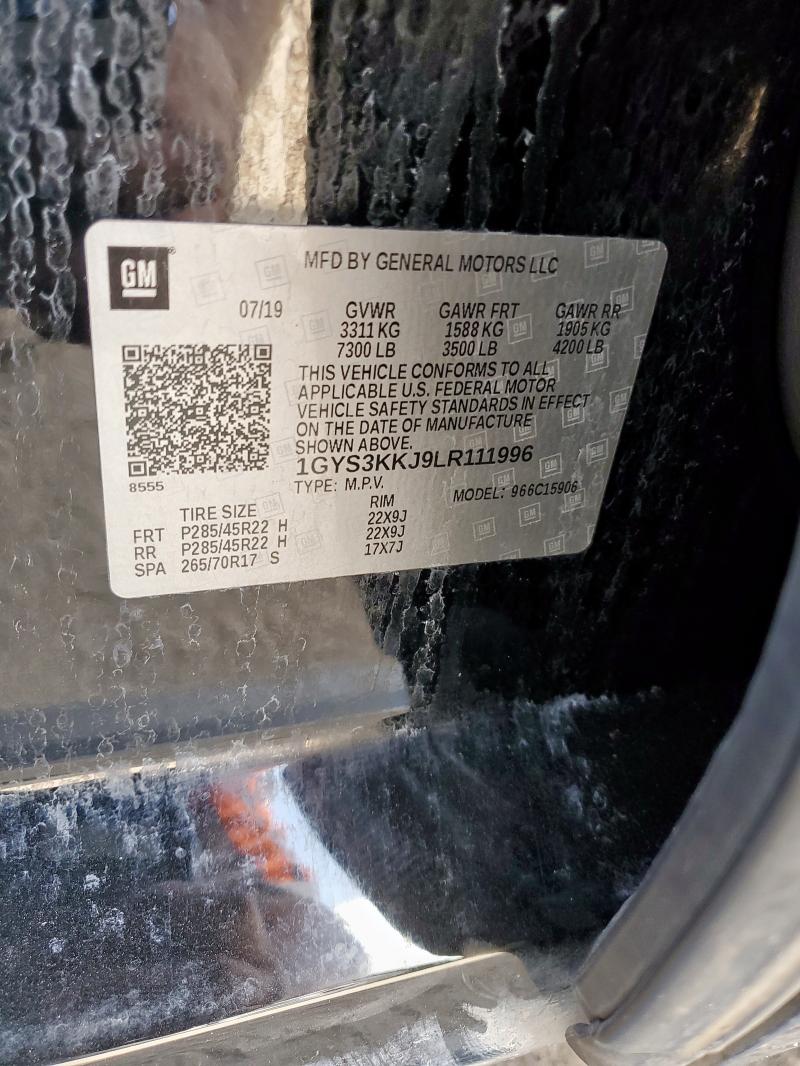 GM
MFD BY GENERAL MOTORS LLC
07/19 GVWR GAWR FRT GAWR RR
3311 KG 1588 KG 1905 KG
7300 LB 3500 LB 4200 LB
THIS VEHICLE CONFORMS TO ALL
APPLICABLE U.S. FEDERAL MOTOR
VEHICLE SAFETY STANDARDS IN EFFECT
ON THE DATE OF MANUFACTURE
SHOWN ABOVE.
1GYS3KKJ9LR111996
8555
TYPE: M.P.V. MODEL: 966C15906
TIRE SIZE RIM
FRT P285/45R22 H 22X9J
RR P285/45R22 H 22X9J
SPA 265/70R17 S 17X7J